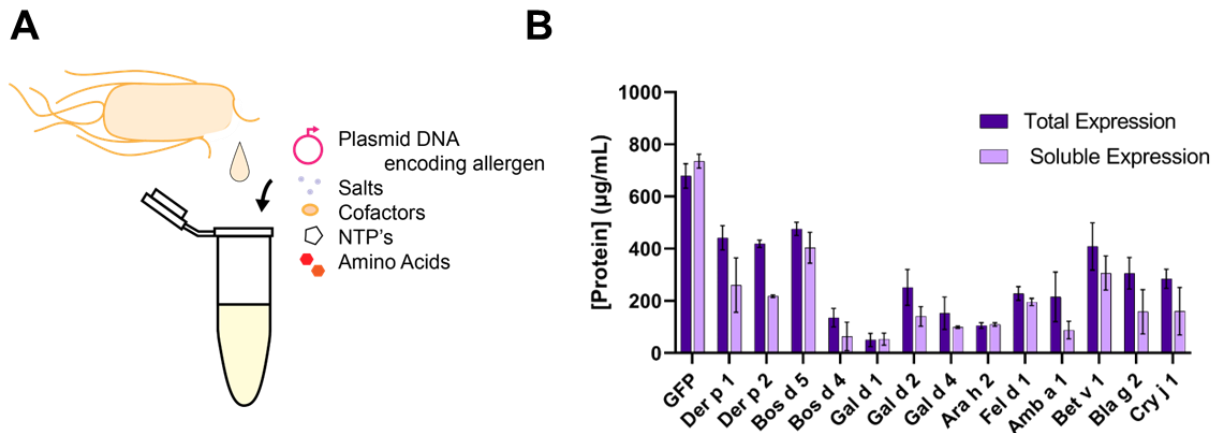 A
Plasmid DNA
encoding allergen
Salts
Cofactors
NTP's
Amino Acids
B
[Protein] (μg/mL)
1000
800
600
400
200
0
Total Expression
Soluble Expression
GFP
Der p 1
Der p 2
Bos d 5
Bos d 4
Gal d 1
Gal d 2
Gal d 4
Ara h 2
Fel d 1
Amb a 1
Bet v 1
Bla g 2
Cry j 1